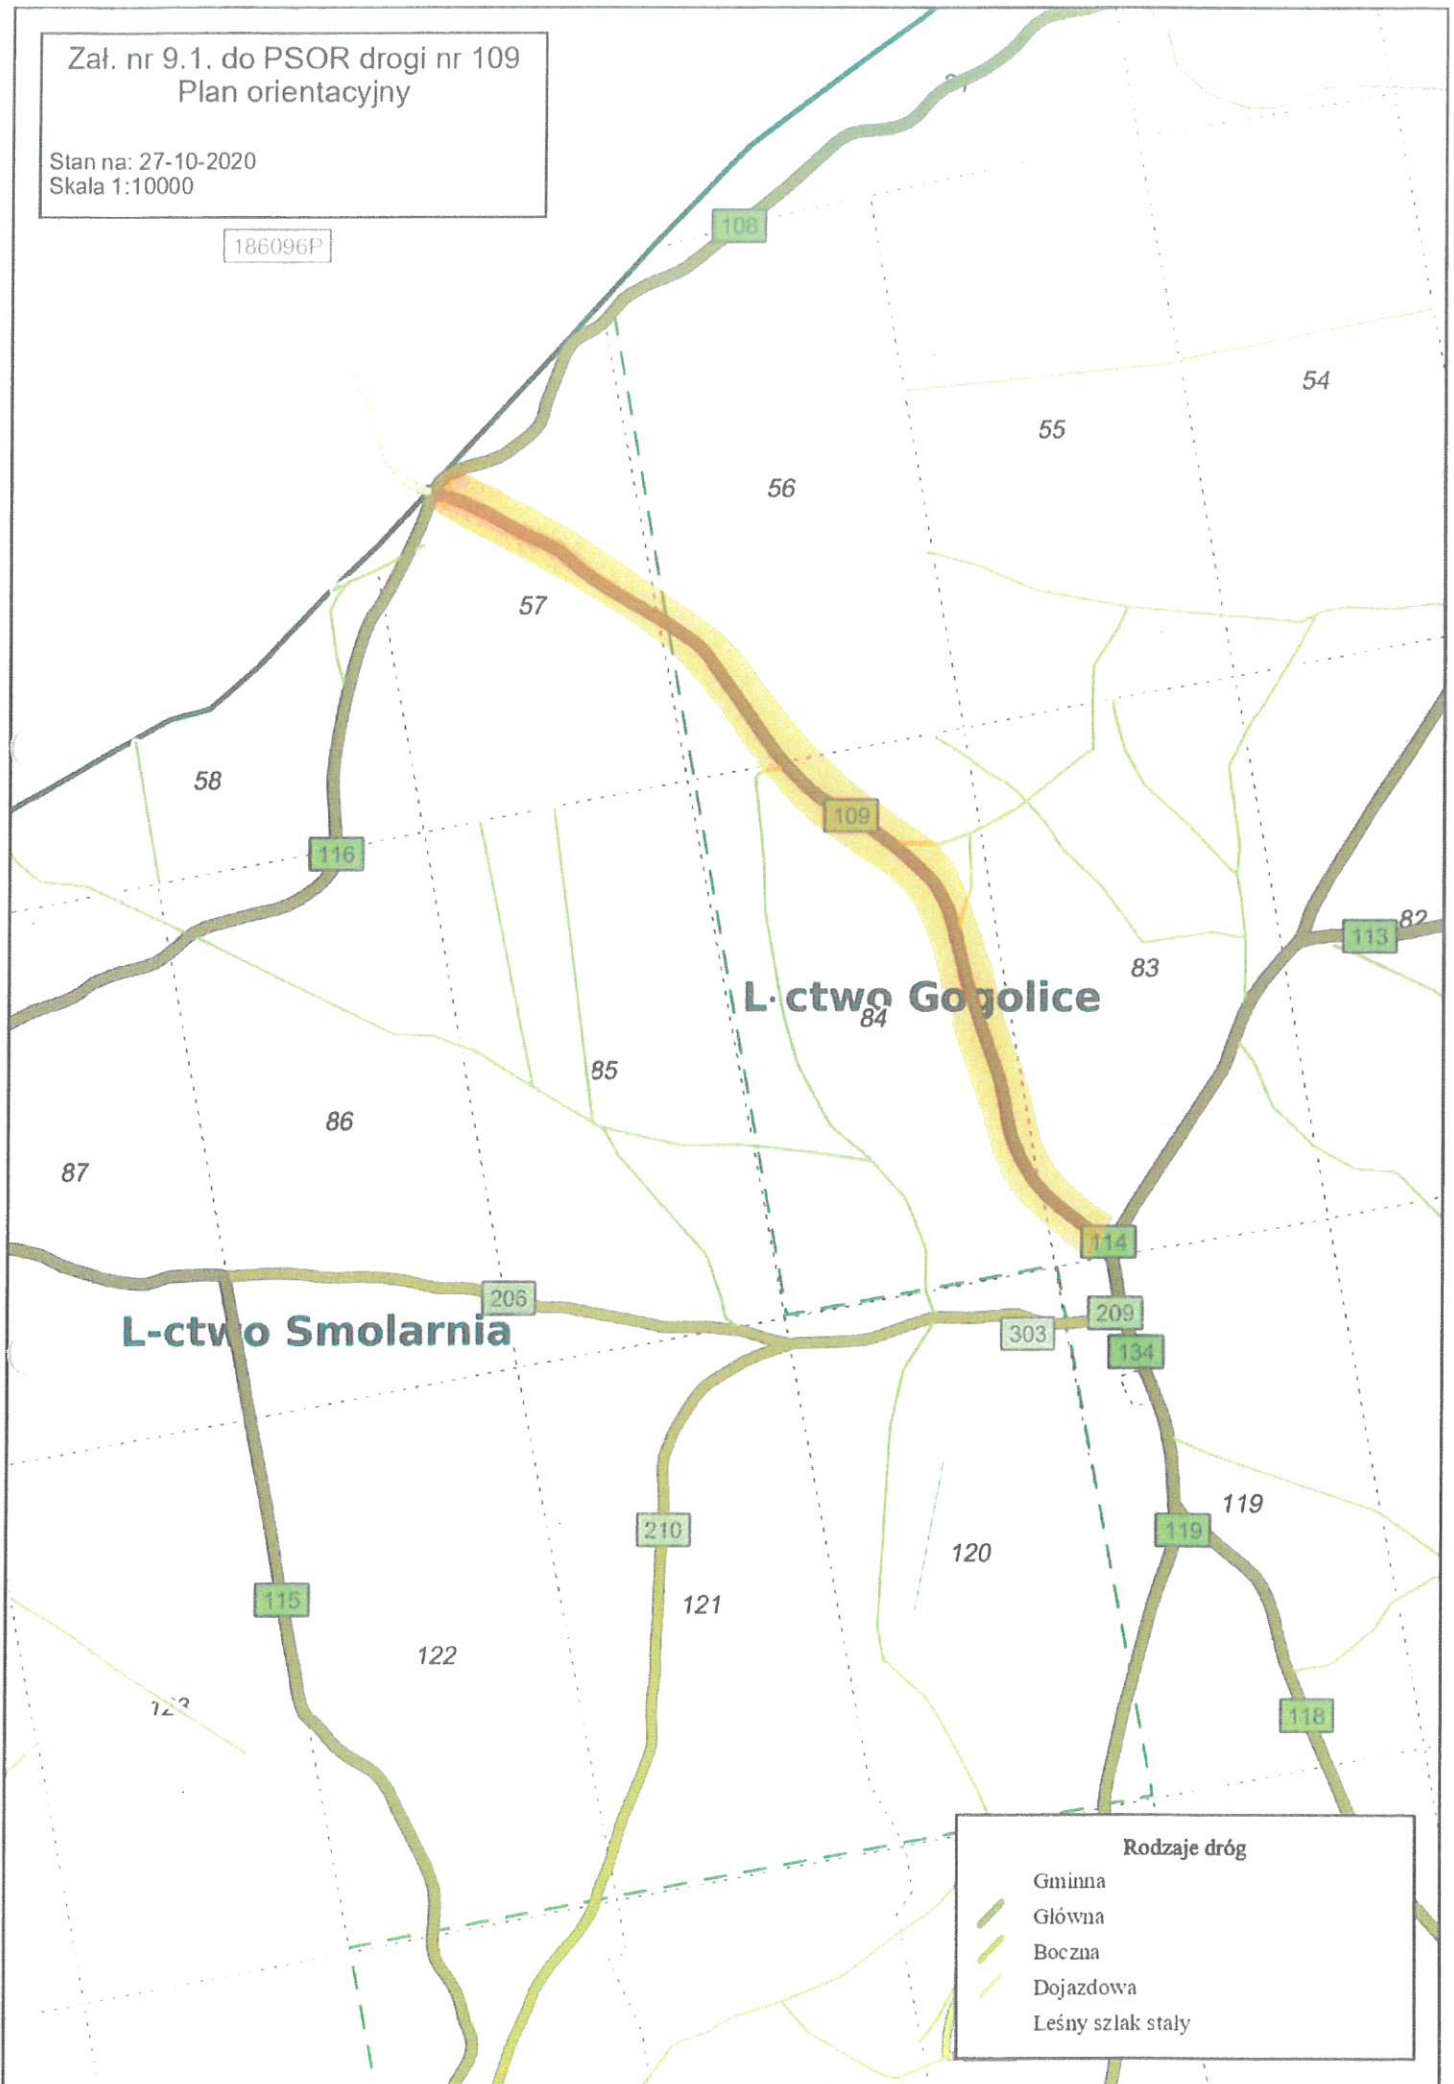 Zał. nr 9.1. do PSOR drogi nr 109
Plan orientacyjny
Stan na: 27-10-2020
Skala 1:10000
186096P
108
54
55
56
57
58
109
116
82
113
83
L-ctwo Gogolice
84
85
86
87
114
206
209
L-ctwo Smolarnia
303
134
119
210
119
120
115
121
122
123
118
Rodzaje dróg
Gminna
Główna
Boczna
Dojazdowa
Leśny szlak stały